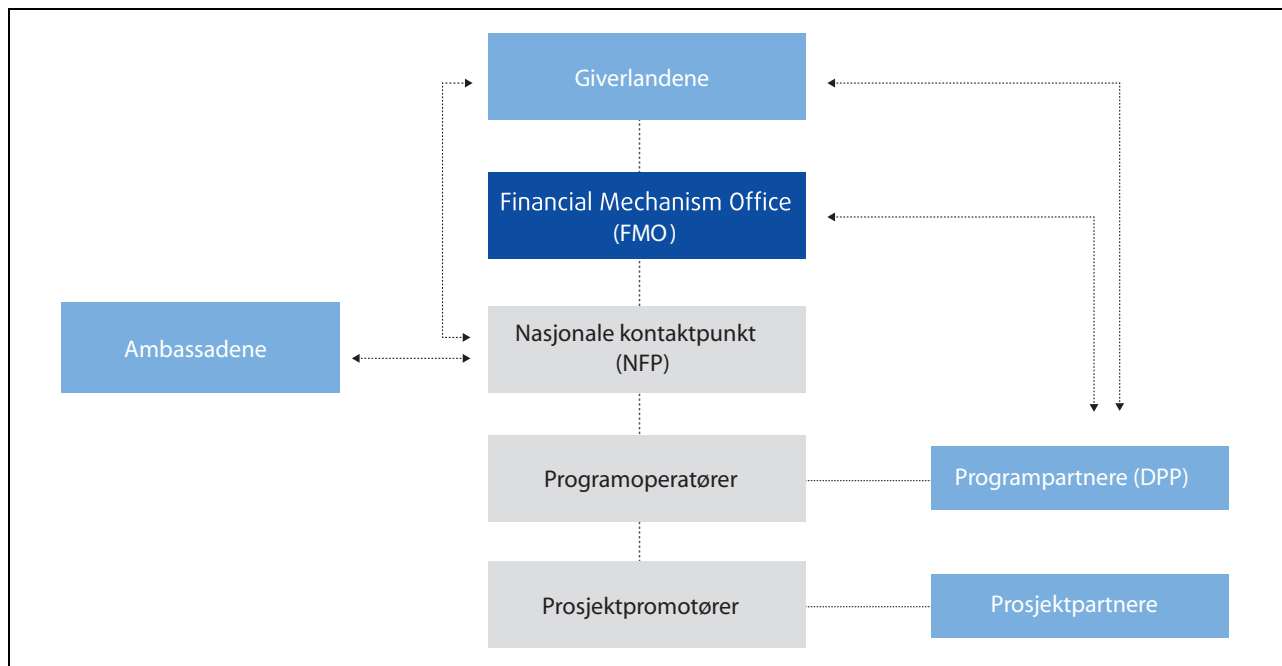 Giverlandene
Financial Mechanism Office
(FMO)
Ambassadene
Nasjonale kontaktpunkt
(NFP)
Programoperatører
Programpartnere (DPP)
Prosjektpromotører
Prosjektpartnere